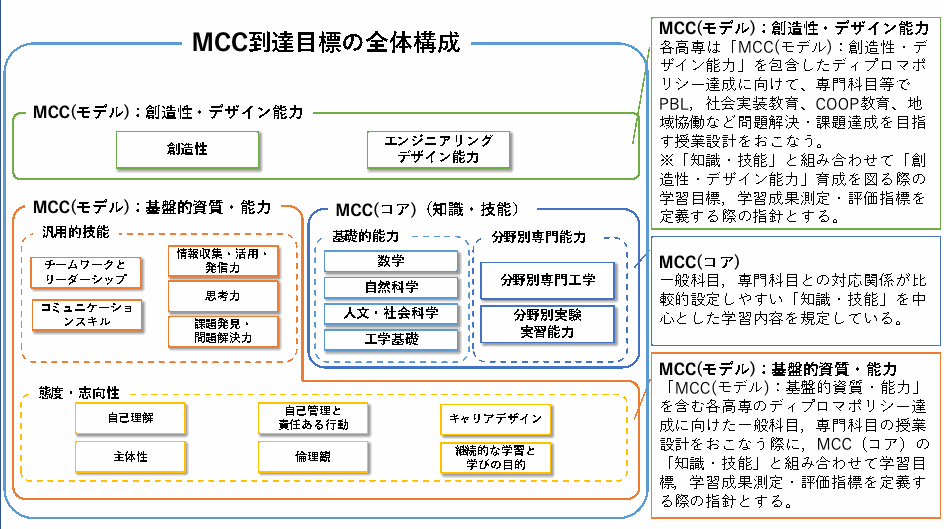 MCC到達目標の全体構成
MCC(モデル)：創造性・デザイン能力
創造性
エンジニアリング
デザイン能力
MCC(モデル)：基盤的資質・能力
汎用的技能
チームワークと
リーダーシップ
コミュニケーショ
ンスキル
情報収集・活用・
発信力
思考力
課題発見・
問題解決力
MCC(コア)（知識・技能）
基礎的能力
数学
自然科学
人文・社会科学
工学基礎
分野別専門能力
分野別専門工学
分野別実験
実習能力
態度・志向性
自己理解
自己管理と
責任ある行動
キャリアデザイン
主体性
倫理観
継続的な学習と
学びの目的
MCC(モデル)：創造性・デザイン能力
各高専は「MCC(モデル)：創造性・デ
ザイン能力」を包含したディプロマポ
リシー達成に向けて、専門科目等で
PBL，社会実装教育、COOP教育、地
域協働など問題解決・課題達成を目指
す授業設計をおこなう。
※「知識・技能」と組み合わせて「創
造性・デザイン能力」育成を図る際の
学習目標，学習成果測定・評価指標を
定義する際の指針とする。
MCC(コア)
一般科目，専門科目との対応関係が
比較的設定しやすい「知識・技能」を中
心とした学習内容を規定している。
MCC(モデル)：基盤的資質・能力
「MCC(モデル)：基盤的資質・能力」
を含む各高専のディプロマポリシー達
成に向けた一般科目，専門科目の授業
設計をおこなう際に，MCC（コア）の
「知識・技能」と組み合わせて学習目
標，学習成果測定・評価指標を定義す
る際の指針とする。